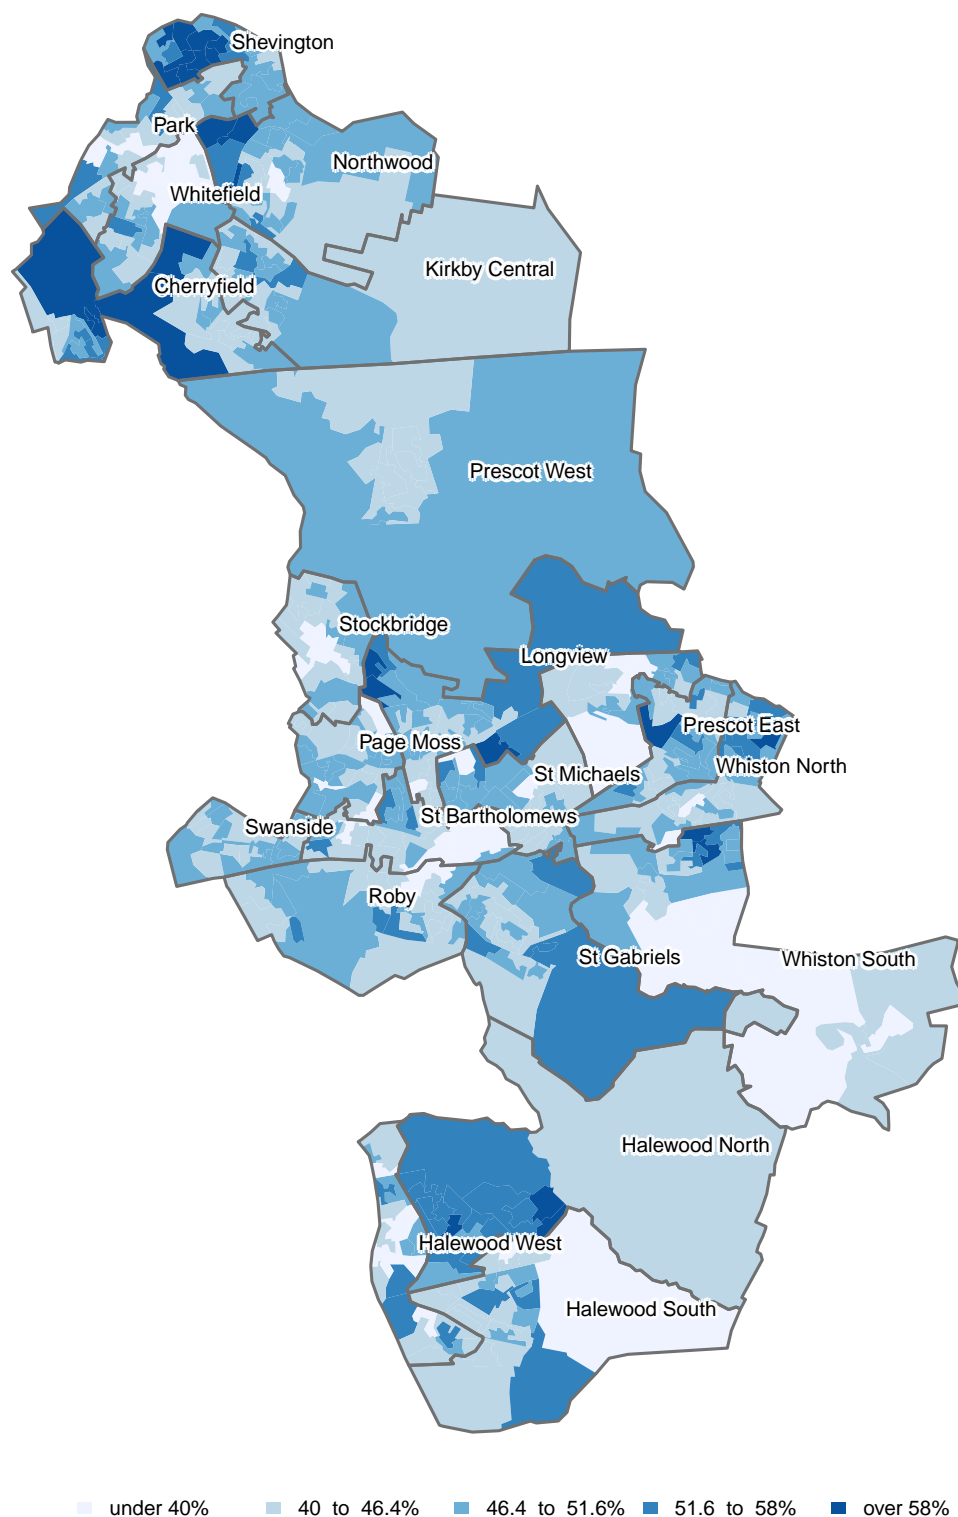 Shevington
Park
Northwood
Whitefield
Kirkby Central
Cherryfield
Prescot West
Stockbridge
Longview
Prescot East
Page Moss
Whiston North
St Michaels
St Bartholomews
Swanside
Roby
St Gabriels
Whiston South
Halewood North
Halewood West
Halewood South
under 40% 40 to 46.4% 46.4 to 51.6% 51.6 to 58% over 58%